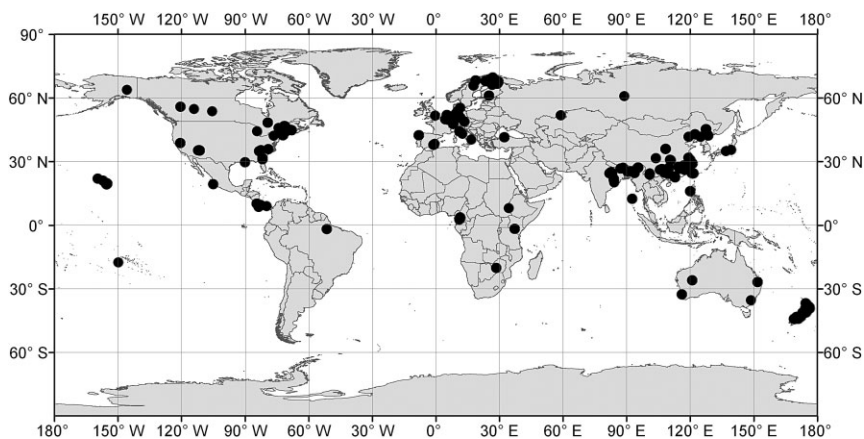 150° W 120° W 90° W 60° W 30° W 0° 30° E 60° E 90° E 120° E 150° E 180°
90°
60° N 60° N
30° N 30° N
0° 0°
30° S 30° S
60° S 60° S
180° 150° W 120° W 90° W 60° W 30° W 0° 30° E 60° E 90° E 120° E 150° E 180°